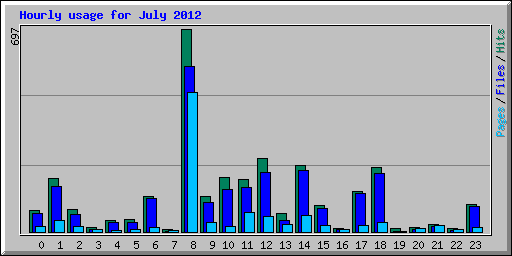 Hourly usage for July 2012
697
Pages / Files / Hits
0 1 2 3 4 5 6 7 8 9 10 11 12 13 14 15 16 17 18 19 20 21 22 23